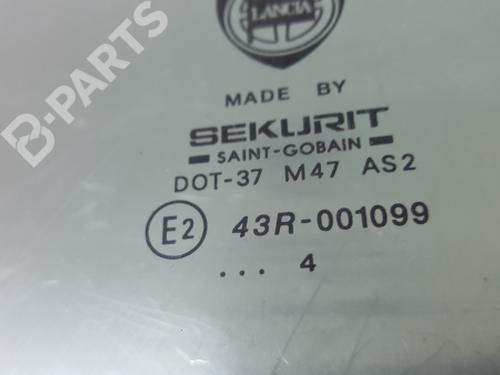 LANCIA
MADE BY
SEKURIT
SAINT-GOBAIN
DOT-37 M47 AS2
E2 43R-001099
... 4
B-PARTS